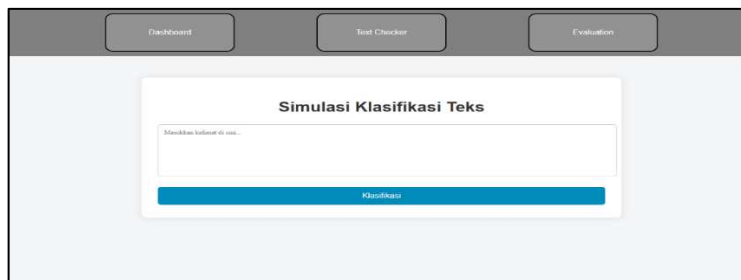 Dashboard
Text Checker
Evaluation
Simulasi Klasifikasi Teks
Masukkan kalimat di sini...
Klasifikasi